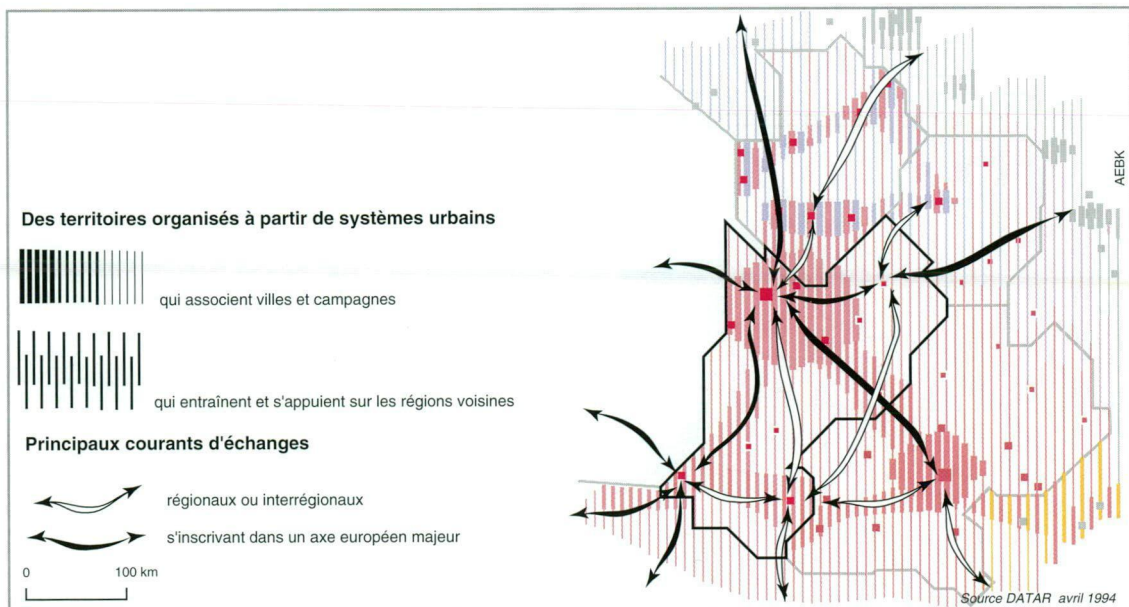 Des territoires organisés à partir de systèmes urbains
qui associent villes et campagnes
qui entraînent et s'appuient sur les régions voisines
Principaux courants d'échanges
régionaux ou interrégionaux
s'inscrivant dans un axe européen majeur
0 100 km
AEBK
Source DATAR avril 1994